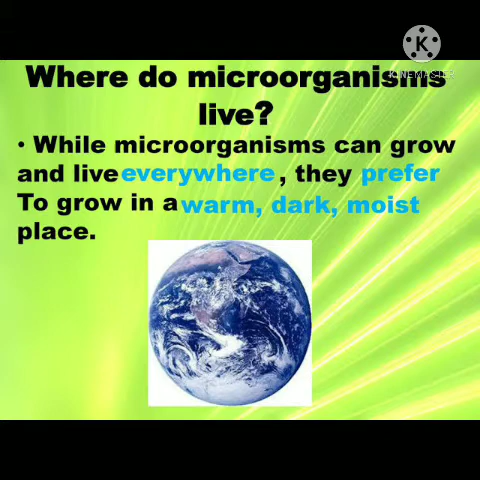 K
KINEMASTER
Where do microorganisms
live?
• While microorganisms can grow
and live everywhere, they prefer
To grow in a warm, dark, moist
place.